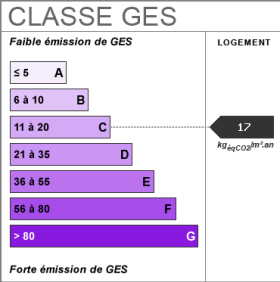 CLASSE GES
Faible émission de GES
LOGEMENT
≤ 5 A
6 à 10 B
11 à 20 C
17
kgéqCO2/m².an
21 à 35 D
36 à 55 E
56 à 80 F
> 80 G
Forte émission de GES